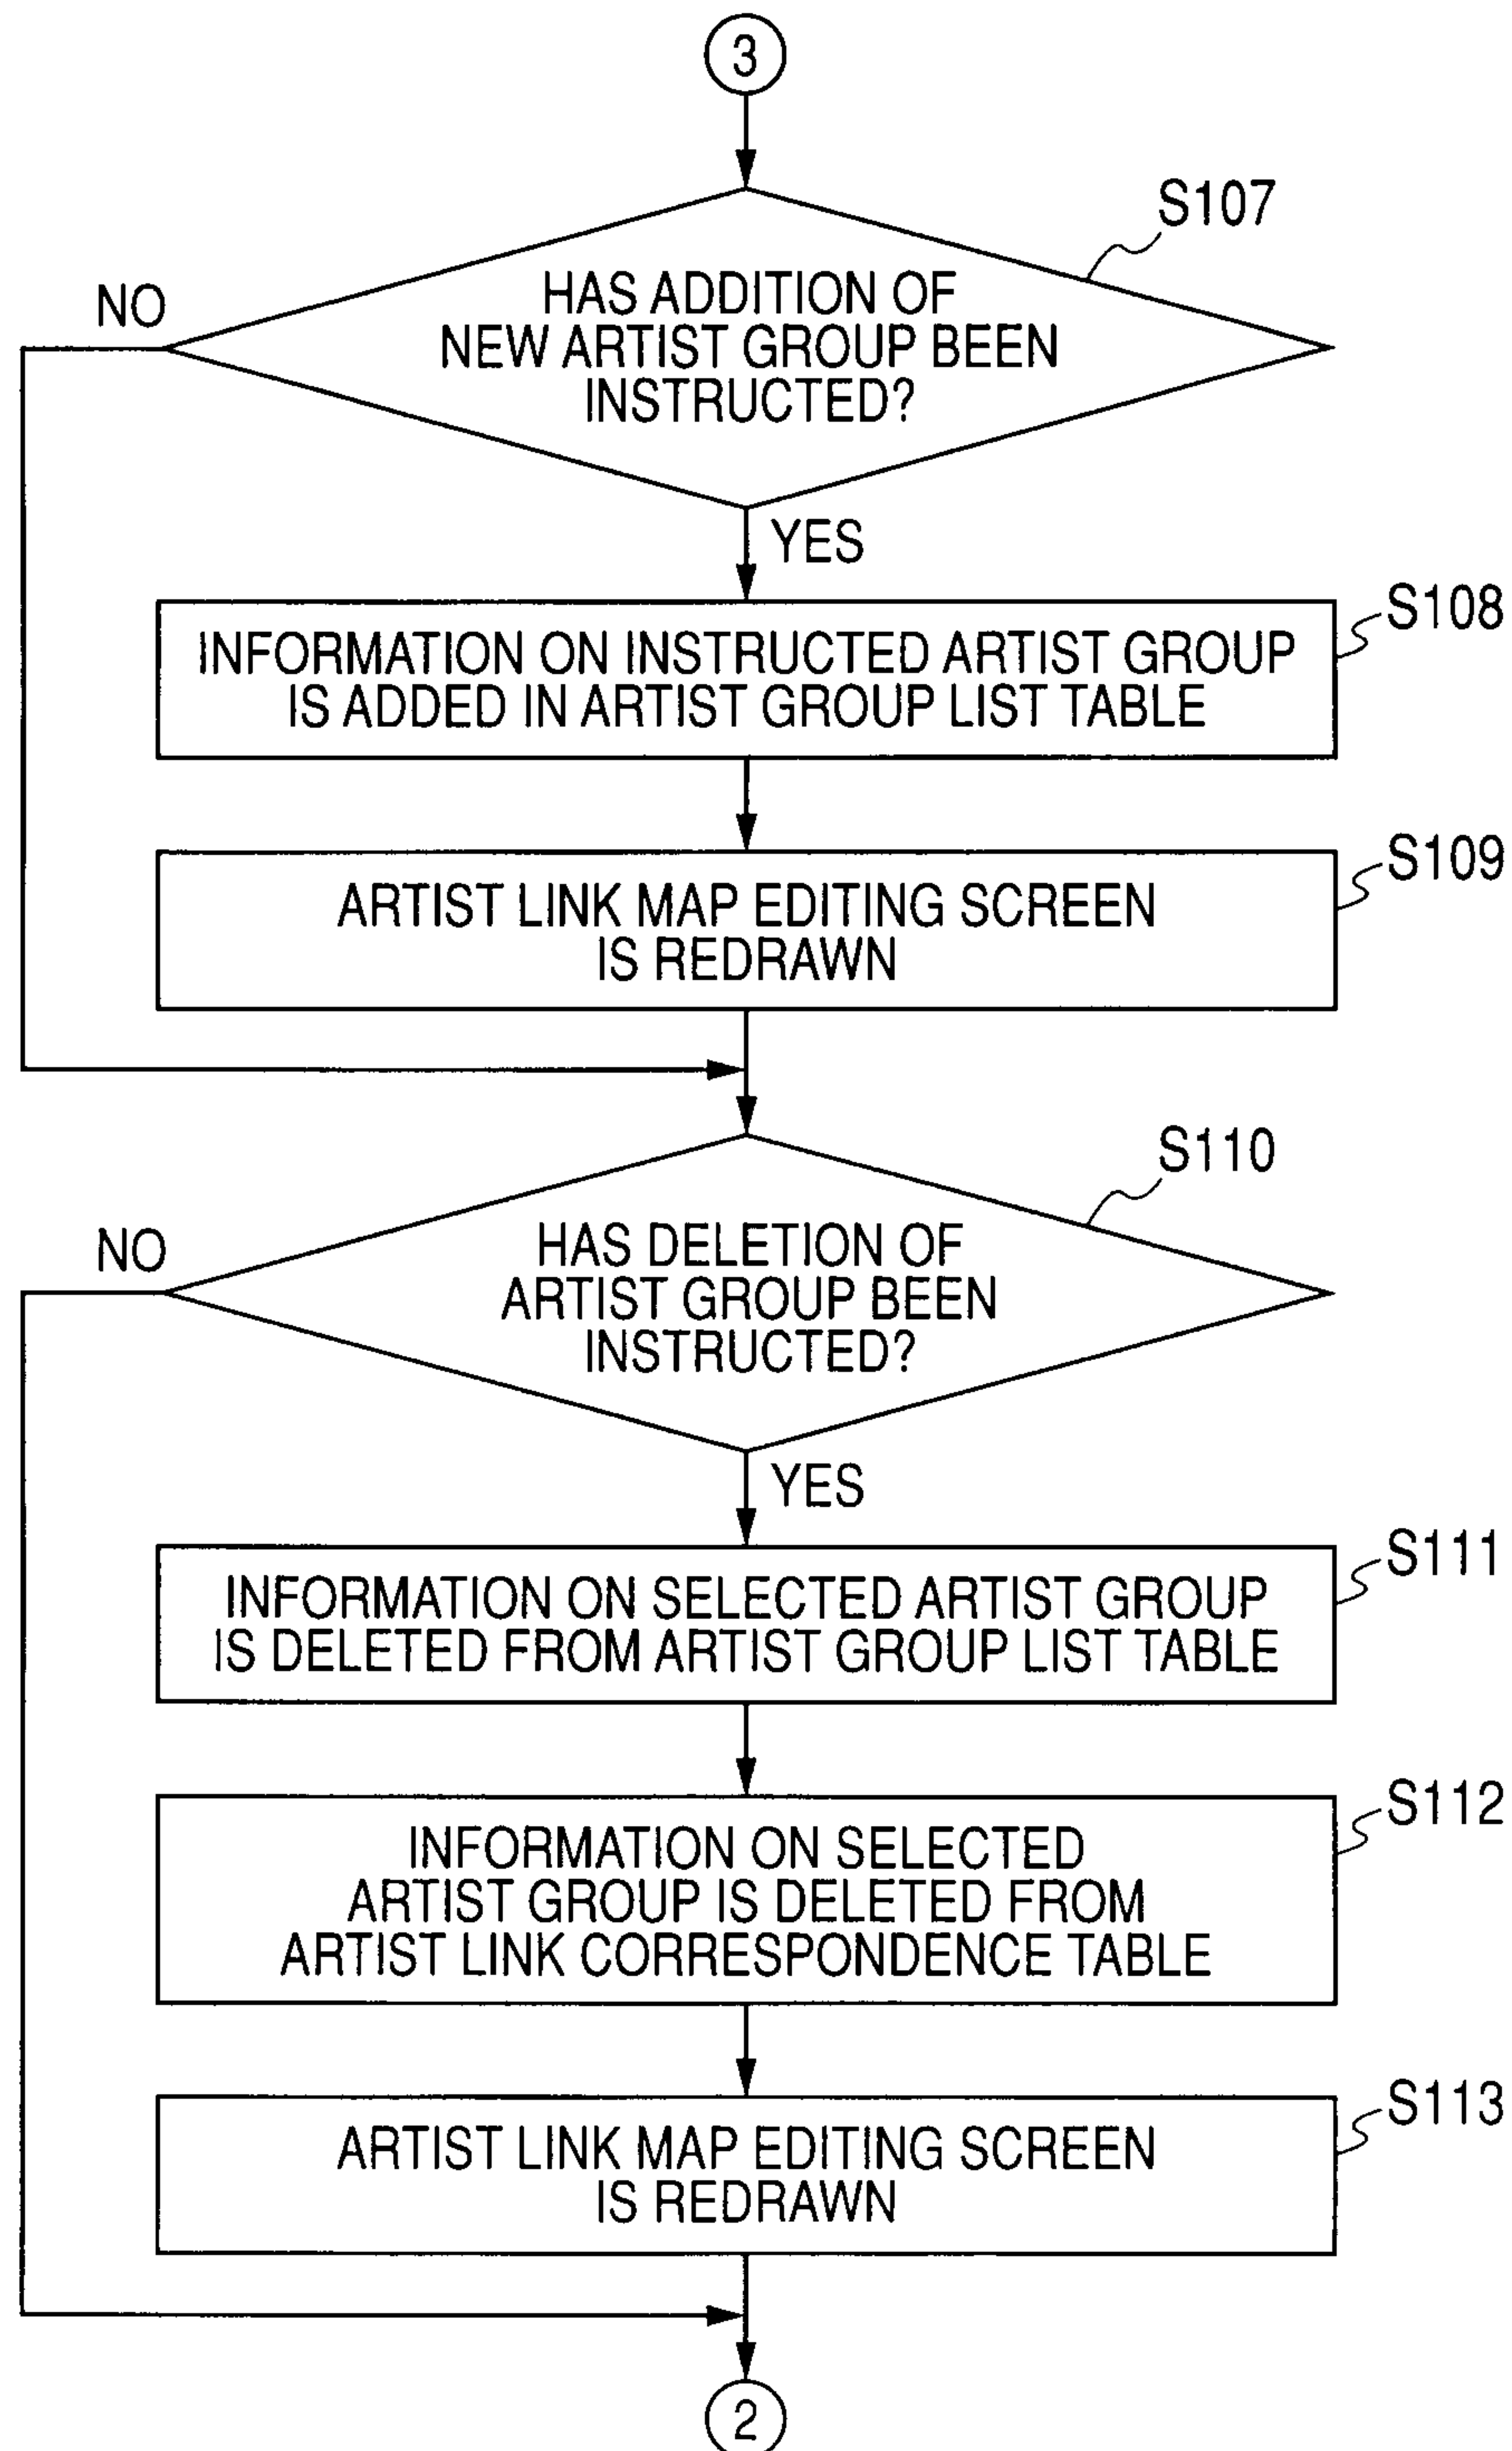 3
S107
NO
HAS ADDITION OF
NEW ARTIST GROUP BEEN
INSTRUCTED?
YES
S108
INFORMATION ON INSTRUCTED ARTIST GROUP
IS ADDED IN ARTIST GROUP LIST TABLE
S109
ARTIST LINK MAP EDITING SCREEN
IS REDRAWN
S110
NO
HAS DELETION OF
ARTIST GROUP BEEN
INSTRUCTED?
YES
S111
INFORMATION ON SELECTED ARTIST GROUP
IS DELETED FROM ARTIST GROUP LIST TABLE
S112
INFORMATION ON SELECTED
ARTIST GROUP IS DELETED FROM
ARTIST LINK CORRESPONDENCE TABLE
S113
ARTIST LINK MAP EDITING SCREEN
IS REDRAWN
2